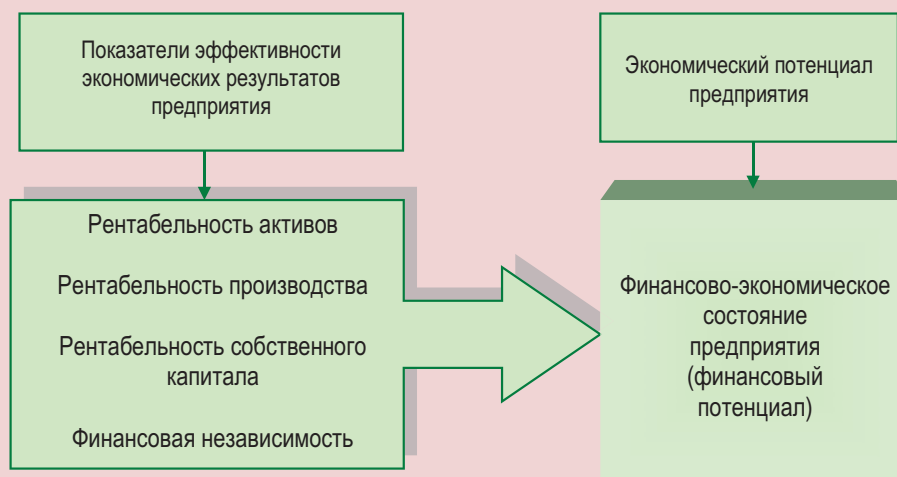 Показатели эффективности
экономических результатов
предприятия
Экономический потенциал
предприятия
Рентабельность активов
Рентабельность производства
Рентабельность собственного
капитала
Финансовая независимость
Финансово-экономическое
состояние
предприятия
(финансовый
потенциал)